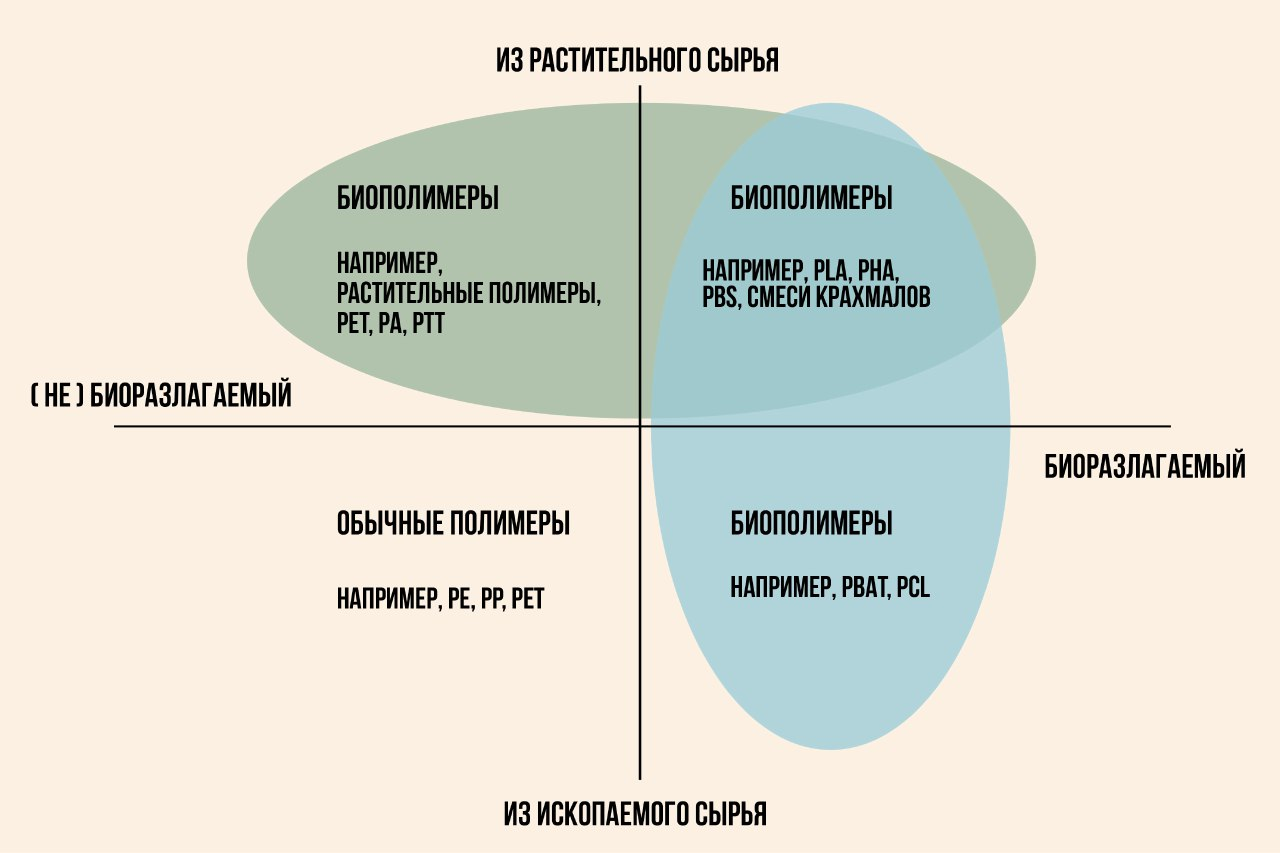 ИЗ РАСТИТЕЛЬНОГО СЫРЬЯ
БИОПОЛИМЕРЫ
НАПРИМЕР,
РАСТИТЕЛЬНЫЕ ПОЛИМЕРЫ,
PET, PA, PTT
БИОПОЛИМЕРЫ
НАПРИМЕР, PLA, PHA,
PBS, СМЕСИ КРАХМАЛОВ
( НЕ ) БИОРАЗЛАГАЕМЫЙ
БИОРАЗЛАГАЕМЫЙ
ОБЫЧНЫЕ ПОЛИМЕРЫ
НАПРИМЕР, PE, PP, PET
БИОПОЛИМЕРЫ
НАПРИМЕР, PBAT, PCL
ИЗ ИСКОПАЕМОГО СЫРЬЯ